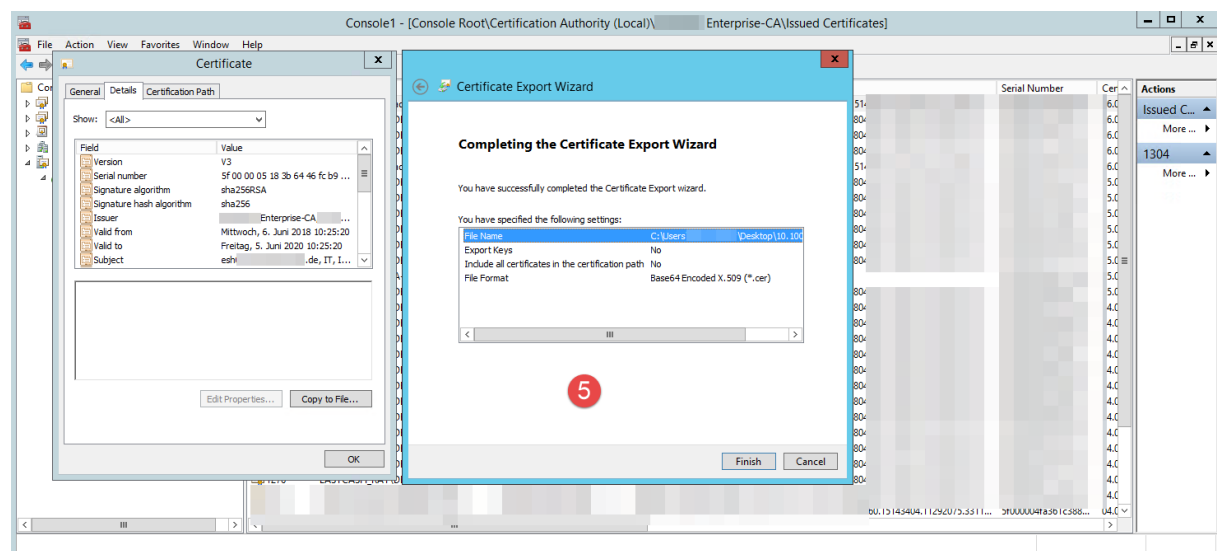 Console1 - [Console Root\Certification Authority (Local)\ Enterprise-CA\Issued Certificates]
File Action View Favorites Window Help
Certificate
General Details Certification Path
Show: <All>
Field Value
Version V3
Serial number 5f 00 00 05 18 3b 64 46 fc b9 ...
Signature algorithm sha256RSA
Signature hash algorithm sha256
Issuer Enterprise-CA, ...
Valid from Mittwoch, 6. Juni 2018 10:25:20
Valid to Freitag, 5. Juni 2020 10:25:20
Subject .de, IT, I...
Edit Properties... Copy to File...
OK
Certificate Export Wizard
Completing the Certificate Export Wizard
You have successfully completed the Certificate Export wizard.
You have specified the following settings:
File Name C:\Users \Desktop\10.100
Export Keys No
Include all certificates in the certification path No
File Format Base64 Encoded X.509 (*.cer)
5
Finish Cancel
Serial Number Cer
Actions
Issued C...
More ...
1304
More ...